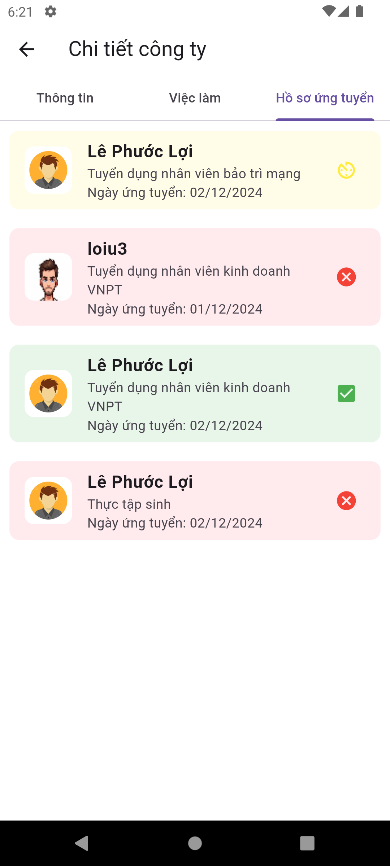 6:21
Chi tiết công ty
Thông tin
Việc làm
Hồ sơ ứng tuyển
Lê Phước Lợi
Tuyển dụng nhân viên bảo trì mạng
Ngày ứng tuyển: 02/12/2024
loiu3
Tuyển dụng nhân viên kinh doanh
VNPT
Ngày ứng tuyển: 01/12/2024
Lê Phước Lợi
Tuyển dụng nhân viên kinh doanh
VNPT
Ngày ứng tuyển: 02/12/2024
Lê Phước Lợi
Thực tập sinh
Ngày ứng tuyển: 02/12/2024